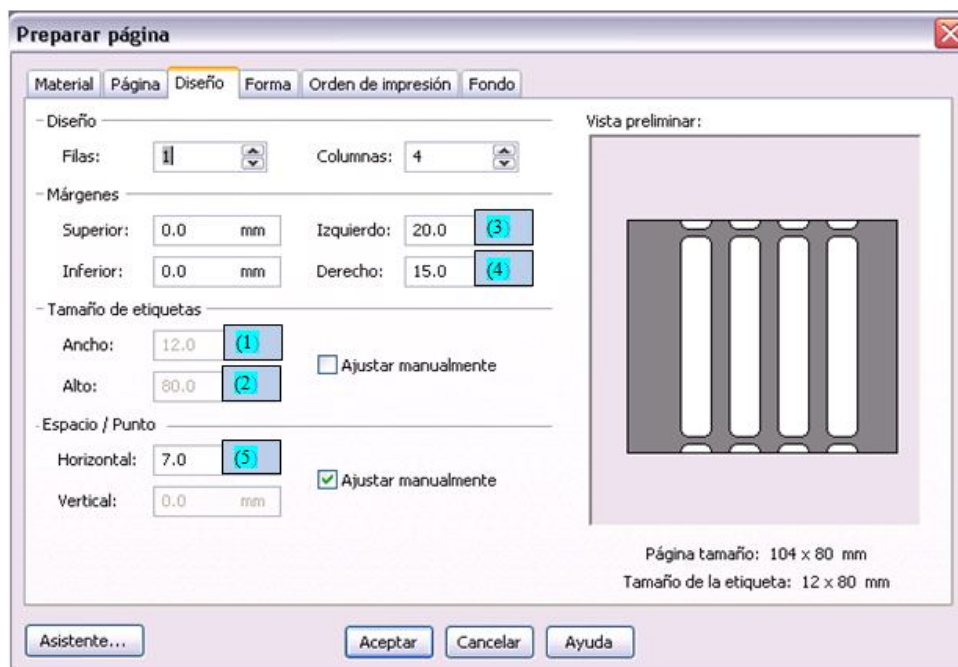 Preparar página
Material Página Diseño Forma Orden de impresión Fondo
Diseño
Filas: 1 Columnas: 4
Márgenes
Superior: 0.0 mm Izquierdo: 20.0 (3)
Inferior: 0.0 mm Derecho: 15.0 (4)
Tamaño de etiquetas
Ancho: 12.0 (1)
Ajustar manualmente
Alto: 80.0 (2)
Espacio / Punto
Horizontal: 7.0 (5)
Ajustar manualmente
Vertical: 0.0 mm
Vista preliminar:
Página tamaño: 104 x 80 mm
Tamaño de la etiqueta: 12 x 80 mm
Asistente... Aceptar Cancelar Ayuda